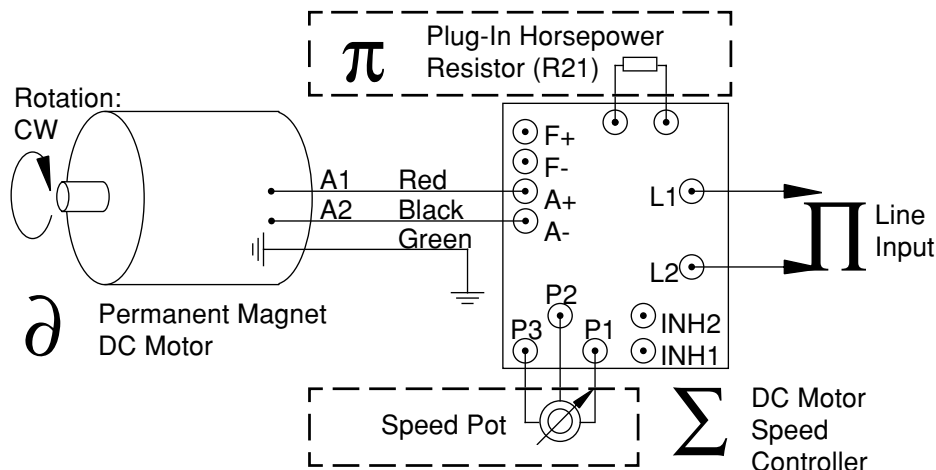 π
Plug-In Horsepower
Resistor (R21)
Rotation:
CW
F+
F-
A1 Red
A+
A2 Black
A-
Green
L1
L2
∏
Line
Input
∂
Permanent Magnet
DC Motor
P2
P3
P1
INH2
INH1
Speed Pot
∑
DC Motor
Speed
Controller